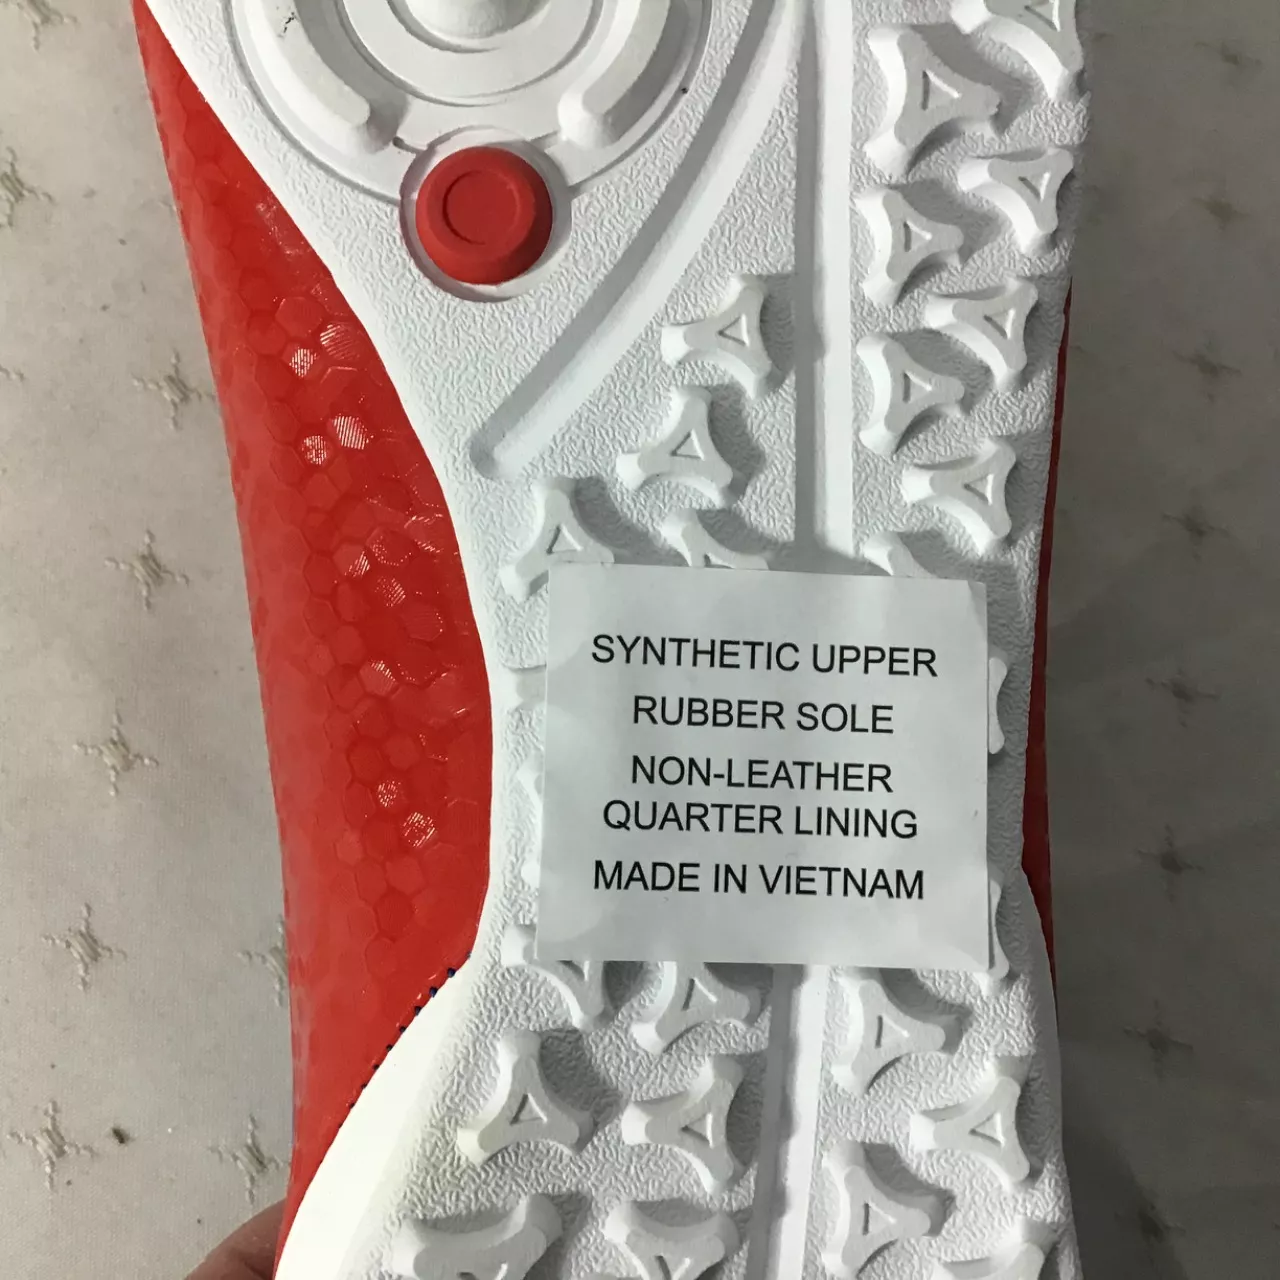 SYNTHETIC UPPER
RUBBER SOLE
NON-LEATHER
QUARTER LINING
MADE IN VIETNAM